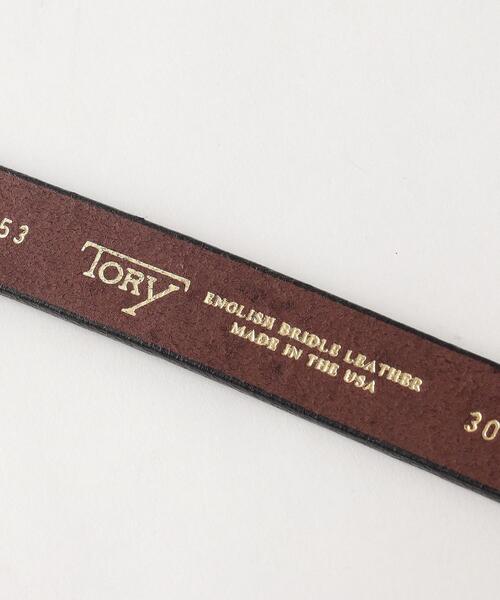 53
TORY
ENGLISH BRIDLE LEATHER
MADE IN THE USA
30